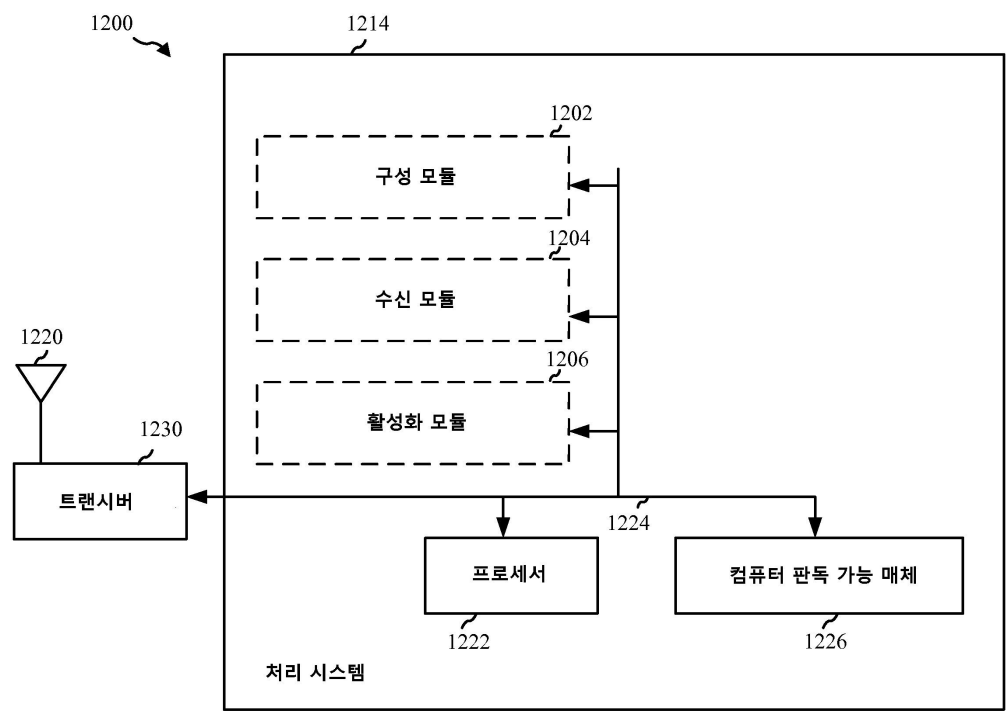 1200
1214
1202
구성 모듈
1204
수신 모듈
1220
1206
활성화 모듈
1230
트랜시버
1224
프로세서
컴퓨터 판독 가능 매체
1222
1226
처리 시스템